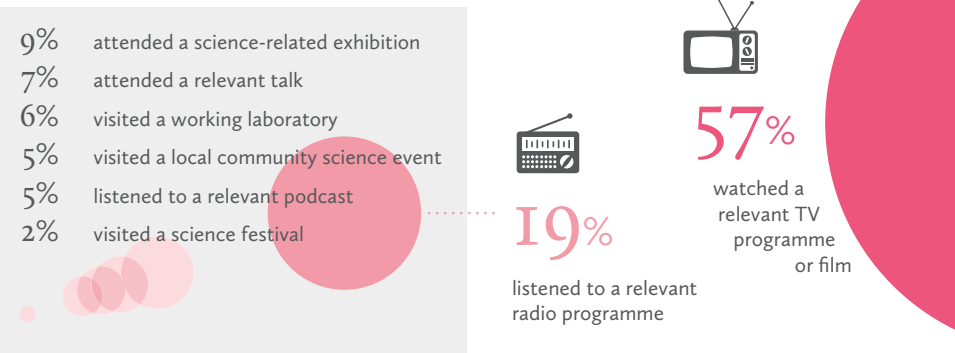 9% attended a science-related exhibition
7% attended a relevant talk
6% visited a working laboratory
5% visited a local community science event
5% listened to a relevant podcast
2% visited a science festival
19%
listened to a relevant
radio programme
57%
watched a
relevant TV
programme
or film